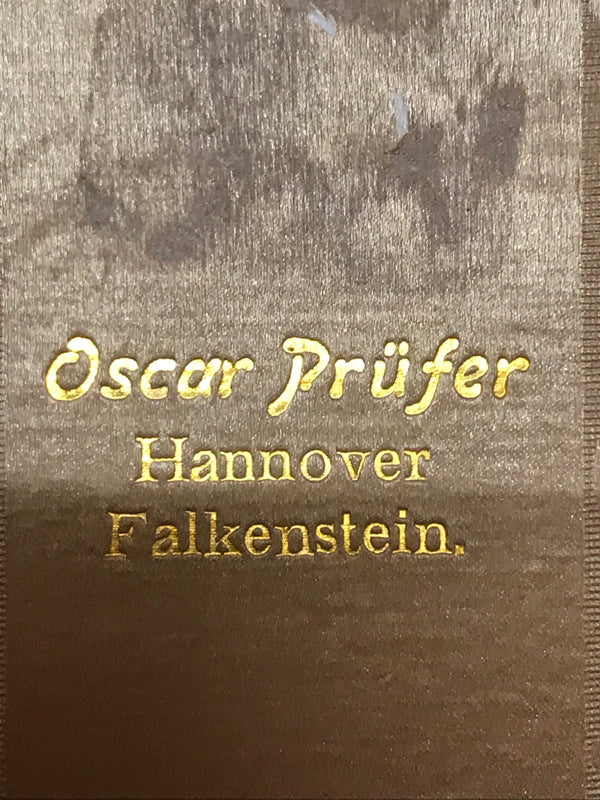 Oscar Prüfer
Hannover
Falkenstein.